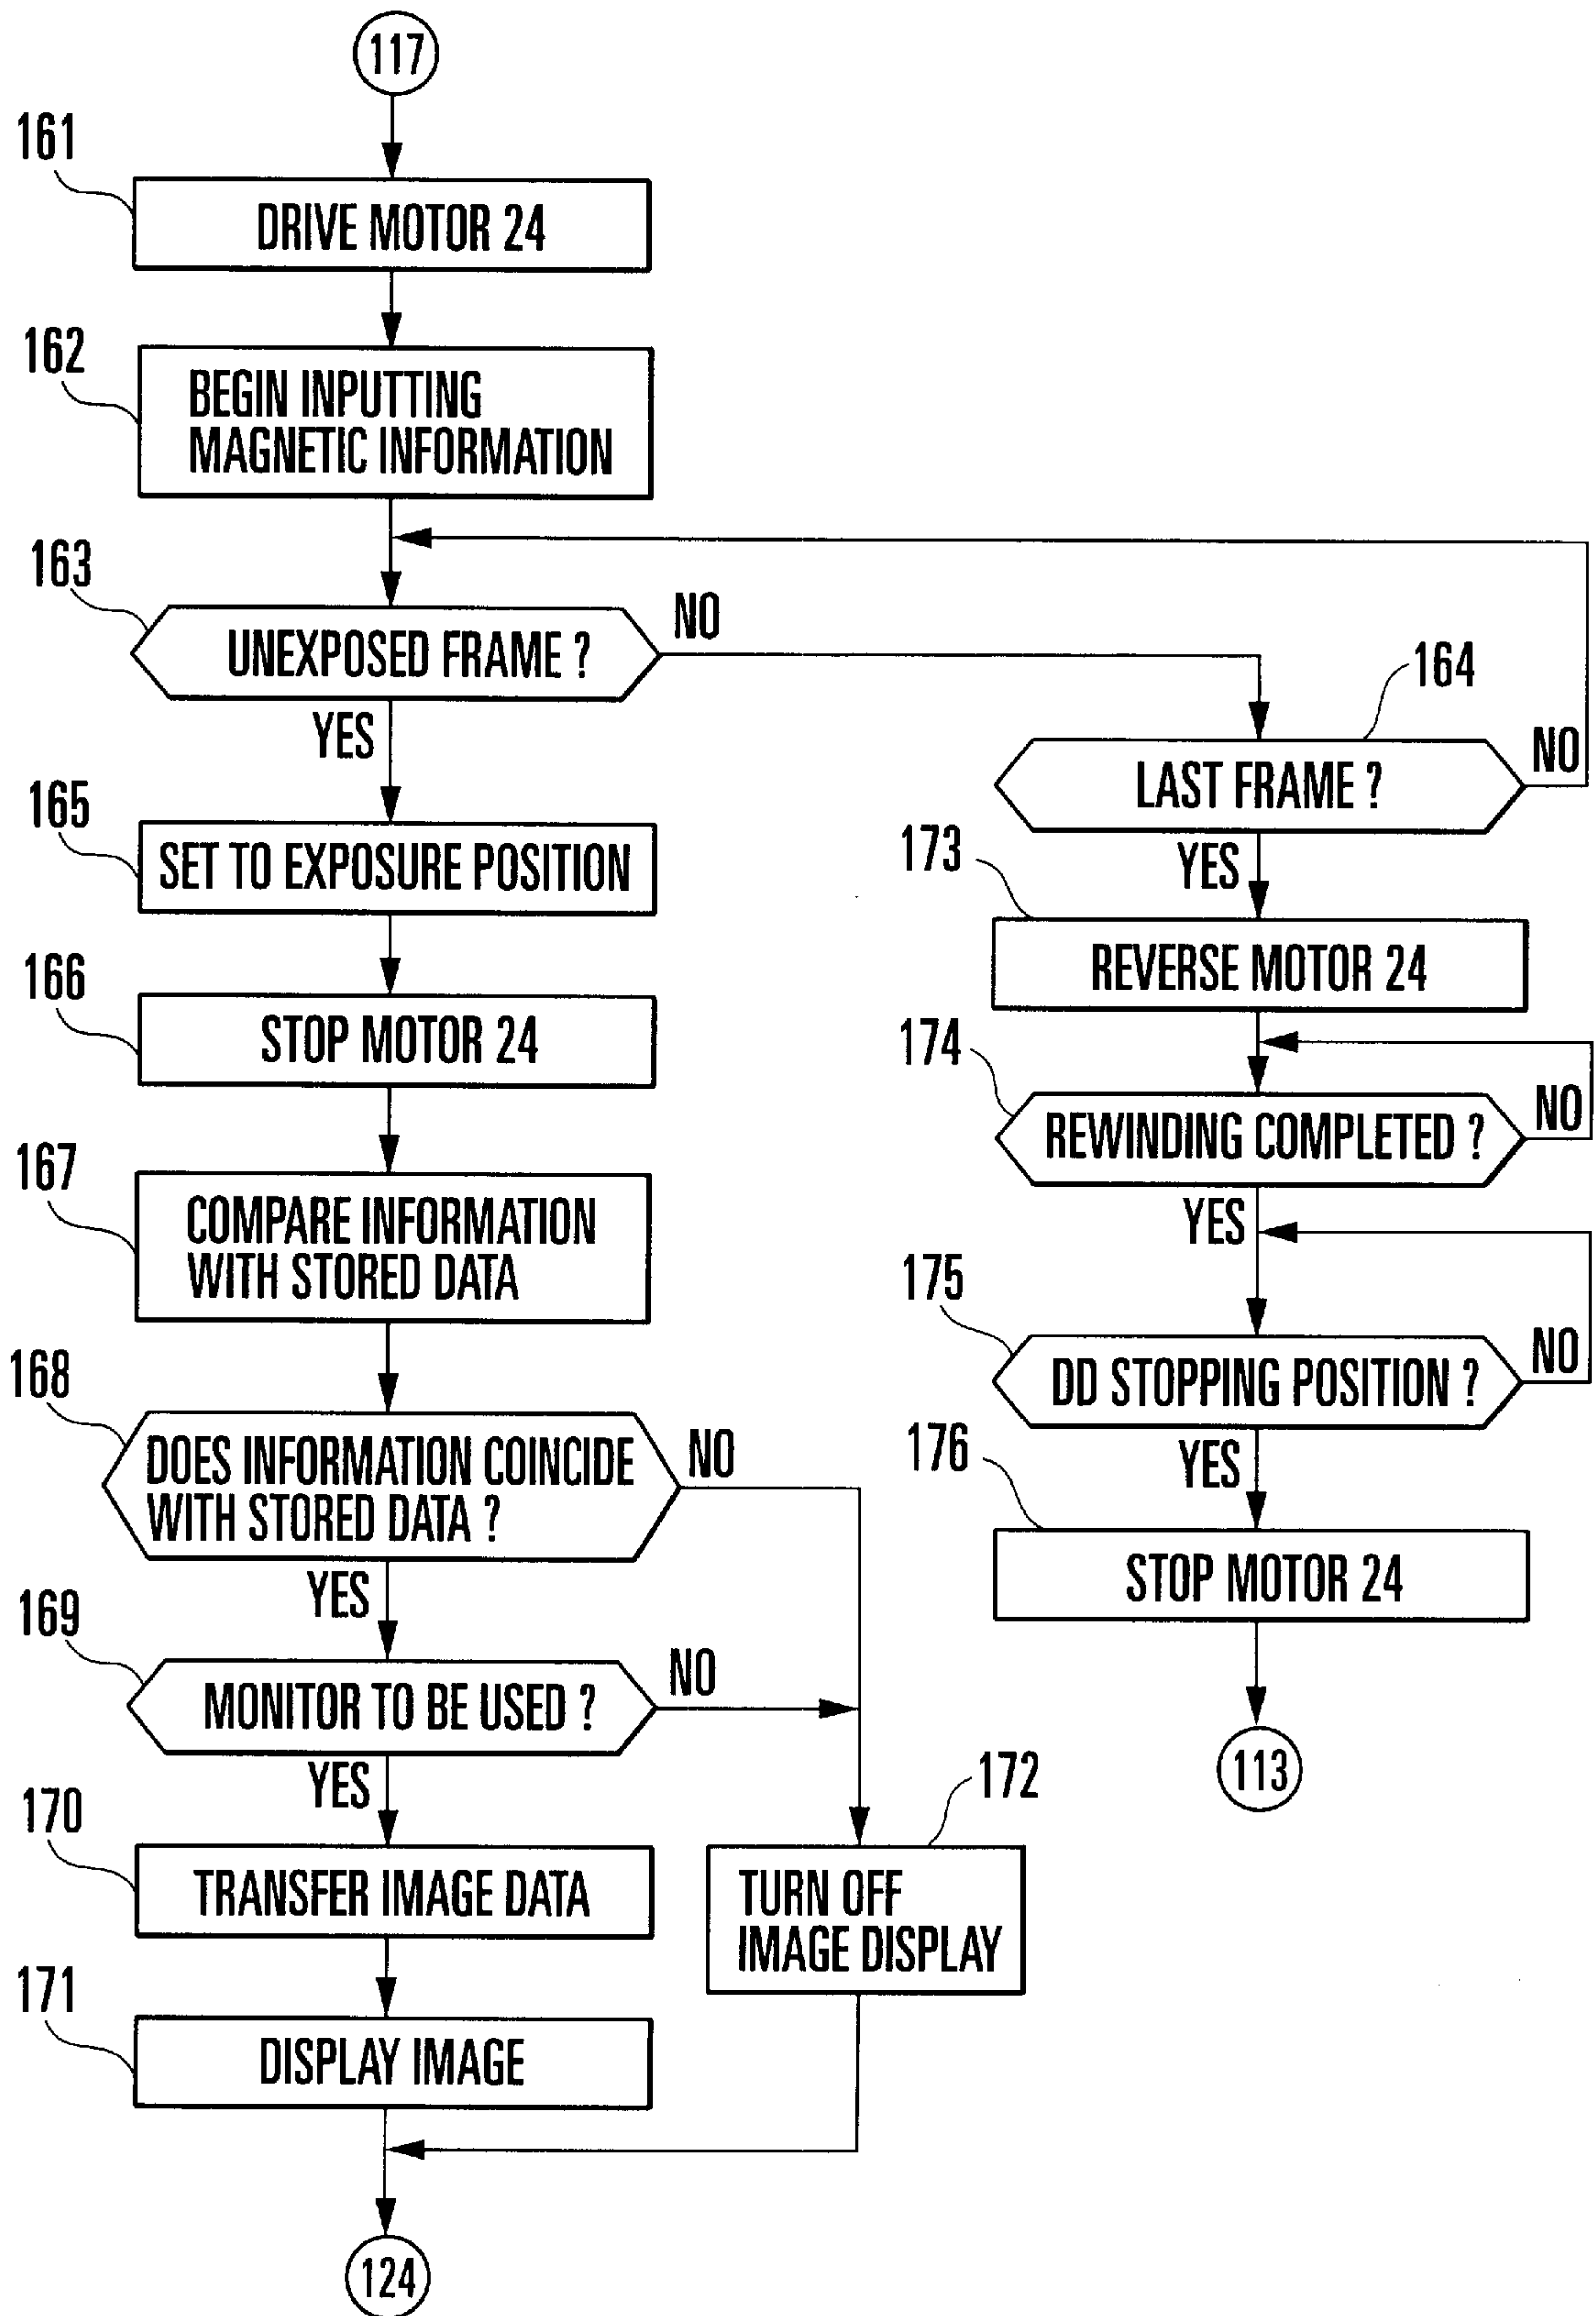 117
161
DRIVE MOTOR 24
162
BEGIN INPUTTING
MAGNETIC INFORMATION
163
UNEXPOSED FRAME ?
NO
YES
164
LAST FRAME ?
NO
YES
165
SET TO EXPOSURE POSITION
166
STOP MOTOR 24
167
COMPARE INFORMATION
WITH STORED DATA
168
DOES INFORMATION COINCIDE
WITH STORED DATA ?
NO
YES
169
MONITOR TO BE USED ?
NO
YES
170
TRANSFER IMAGE DATA
171
DISPLAY IMAGE
172
TURN OFF
IMAGE DISPLAY
124
173
REVERSE MOTOR 24
174
REWINDING COMPLETED ?
NO
YES
175
DD STOPPING POSITION ?
NO
YES
176
STOP MOTOR 24
113